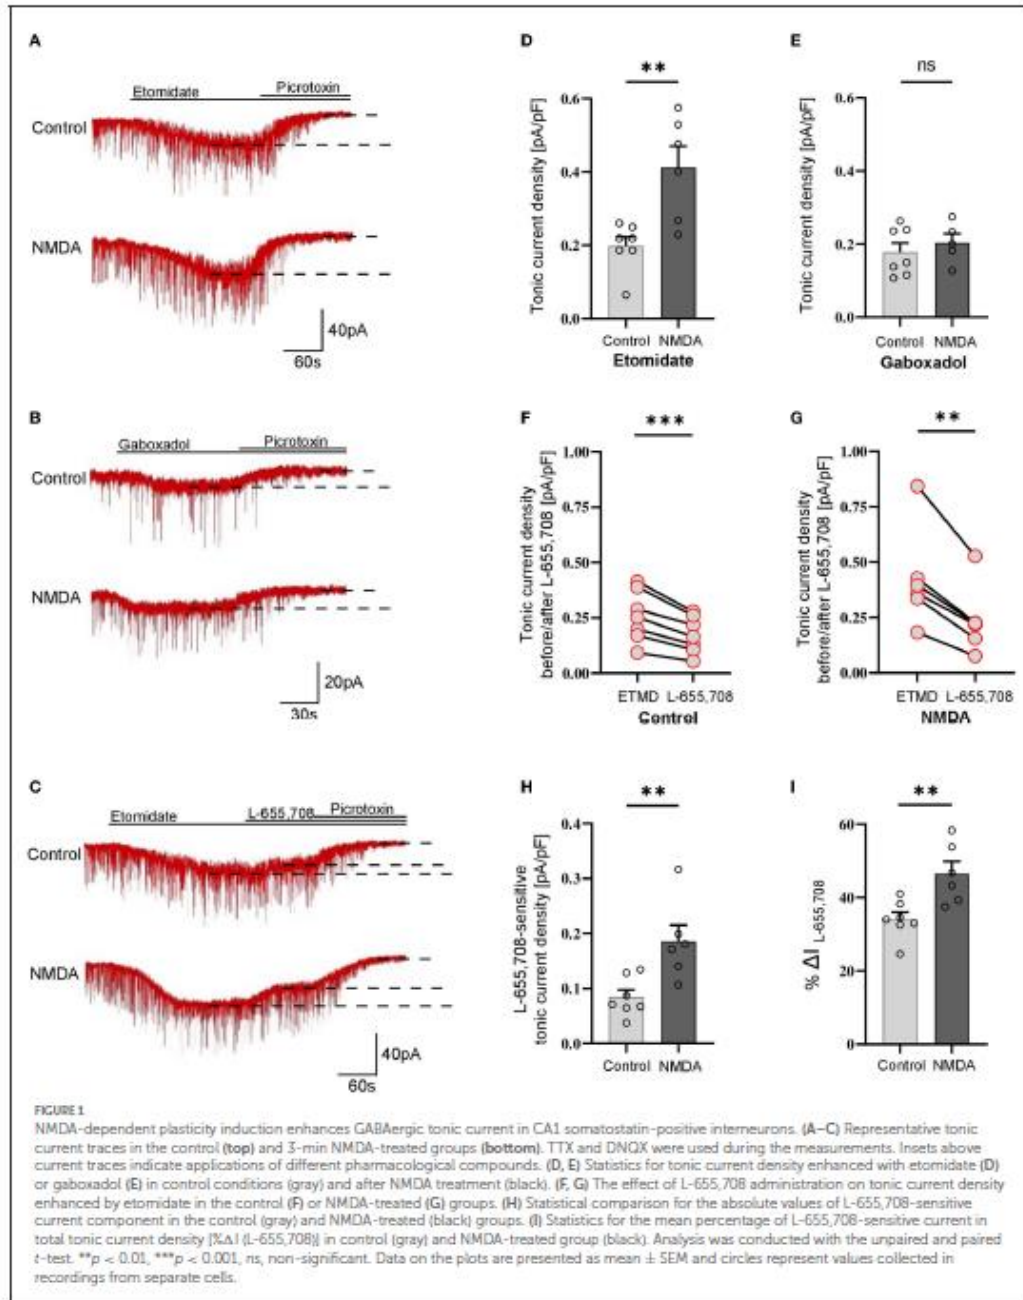 A
Etomidate
Picrotoxin
Control
NMDA
40pA
60s
B
Gaboxadol
Picrotoxin
Control
NMDA
20pA
30s
C
Etomidate
L-655,708
Picrotoxin
Control
NMDA
40pA
60s
D
**
Tonic current density [pA/pF]
0.6
0.4
0.2
0.0
Control NMDA
Etomidate
E
ns
Tonic current density [pA/pF]
0.6
0.4
0.2
0.0
Control NMDA
Gaboxadol
F
***
Tonic current density
before/after L-655,708 [pA/pF]
1.00
0.75
0.50
0.25
0.00
ETMD L-655,708
Control
G
**
Tonic current density
before/after L-655,708 [pA/pF]
1.00
0.75
0.50
0.25
0.00
ETMD L-655,708
NMDA
H
**
L-655,708-sensitive
tonic current density [pA/pF]
0.4
0.3
0.2
0.1
0.0
Control NMDA
I
**
% ΔI L-655,708
60
40
20
0
Control NMDA
FIGURE 1
NMDA-dependent plasticity induction enhances GABAergic tonic current in CA1 somatostatin-positive interneurons. (A–C) Representative tonic
current traces in the control (top) and 3-min NMDA-treated groups (bottom). TTX and DNQX were used during the measurements. Insets above
current traces indicate applications of different pharmacological compounds. (D, E) Statistics for tonic current density enhanced with etomidate (D)
or gaboxadol (E) in control conditions (gray) and after NMDA treatment (black). (F, G) The effect of L-655,708 administration on tonic current density
enhanced by etomidate in the control (F) or NMDA-treated (G) groups. (H) Statistical comparison for the absolute values of L-655,708-sensitive
current component in the control (gray) and NMDA-treated (black) groups. (I) Statistics for the mean percentage of L-655,708-sensitive current in
total tonic current density [%ΔI (L-655,708)] in control (gray) and NMDA-treated group (black). Analysis was conducted with the unpaired and paired
t-test. **p < 0.01, ***p < 0.001, ns, non-significant. Data on the plots are presented as mean ± SEM and circles represent values collected in
recordings from separate cells.